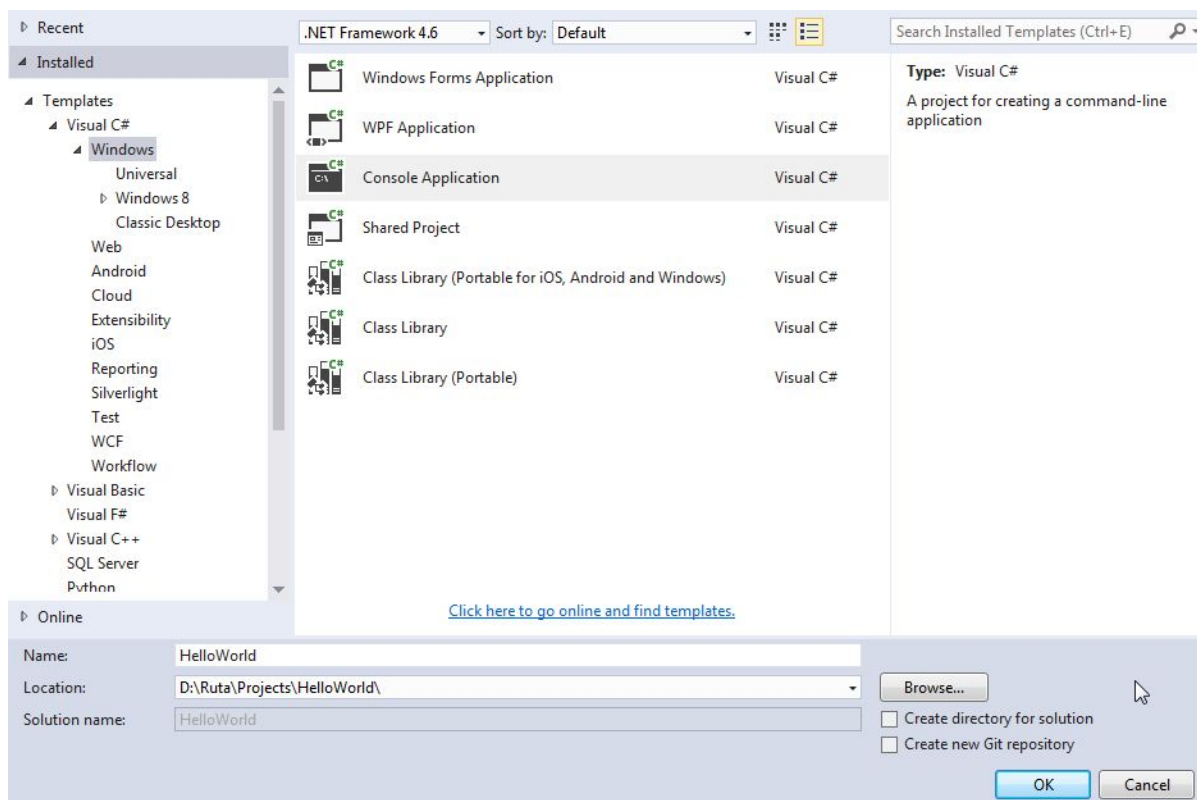 Recent
.NET Framework 4.6 Sort by: Default
Search Installed Templates (Ctrl+E)
Installed
Templates
Visual C#
Windows
Universal
Windows 8
Classic Desktop
Web
Android
Cloud
Extensibility
iOS
Reporting
Silverlight
Test
WCF
Workflow
Visual Basic
Visual F#
Visual C++
SQL Server
Python
Online
C# Windows Forms Application Visual C#
C# WPF Application Visual C#
C# C:\ Console Application Visual C#
C# Shared Project Visual C#
C# Class Library (Portable for iOS, Android and Windows) Visual C#
C# Class Library Visual C#
C# Class Library (Portable) Visual C#
Click here to go online and find templates.
Type: Visual C#
A project for creating a command-line
application
Name: HelloWorld
Location: D:\Ruta\Projects\HelloWorld\
Browse...
Solution name: HelloWorld
Create directory for solution
Create new Git repository
OK Cancel